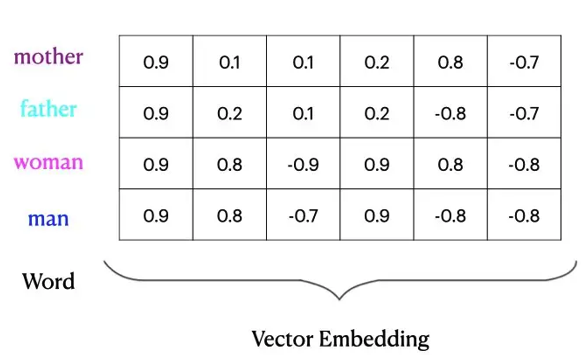 mother 0.9 0.1 0.1 0.2 0.8 -0.7
father 0.9 0.2 0.1 0.2 -0.8 -0.7
woman 0.9 0.8 -0.9 0.9 0.8 -0.8
man 0.9 0.8 -0.7 0.9 -0.8 -0.8
Word
Vector Embedding